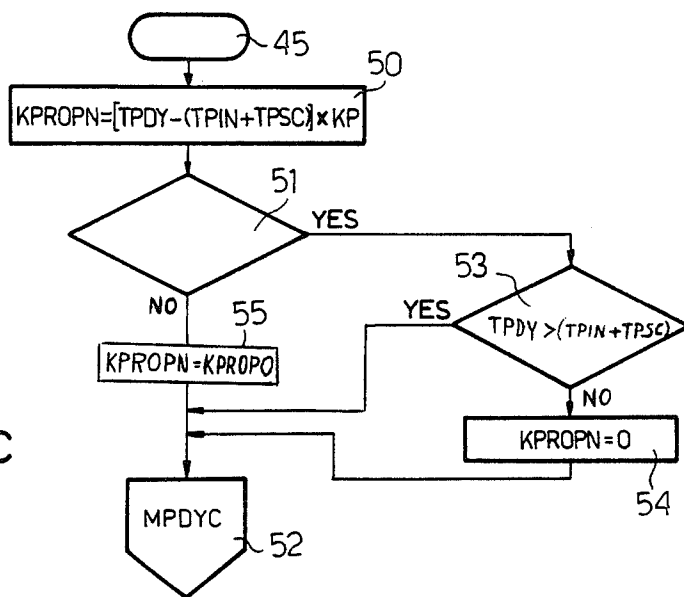 45
50
KPROPN=[TPDY-(TPIN+TPSC)]×KP
51
YES
NO
53
YES
TPDY>(TPIN+TPSC)
55
KPROPN=KPROPO
NO
KPROPN=0
C
54
MPDYC
52